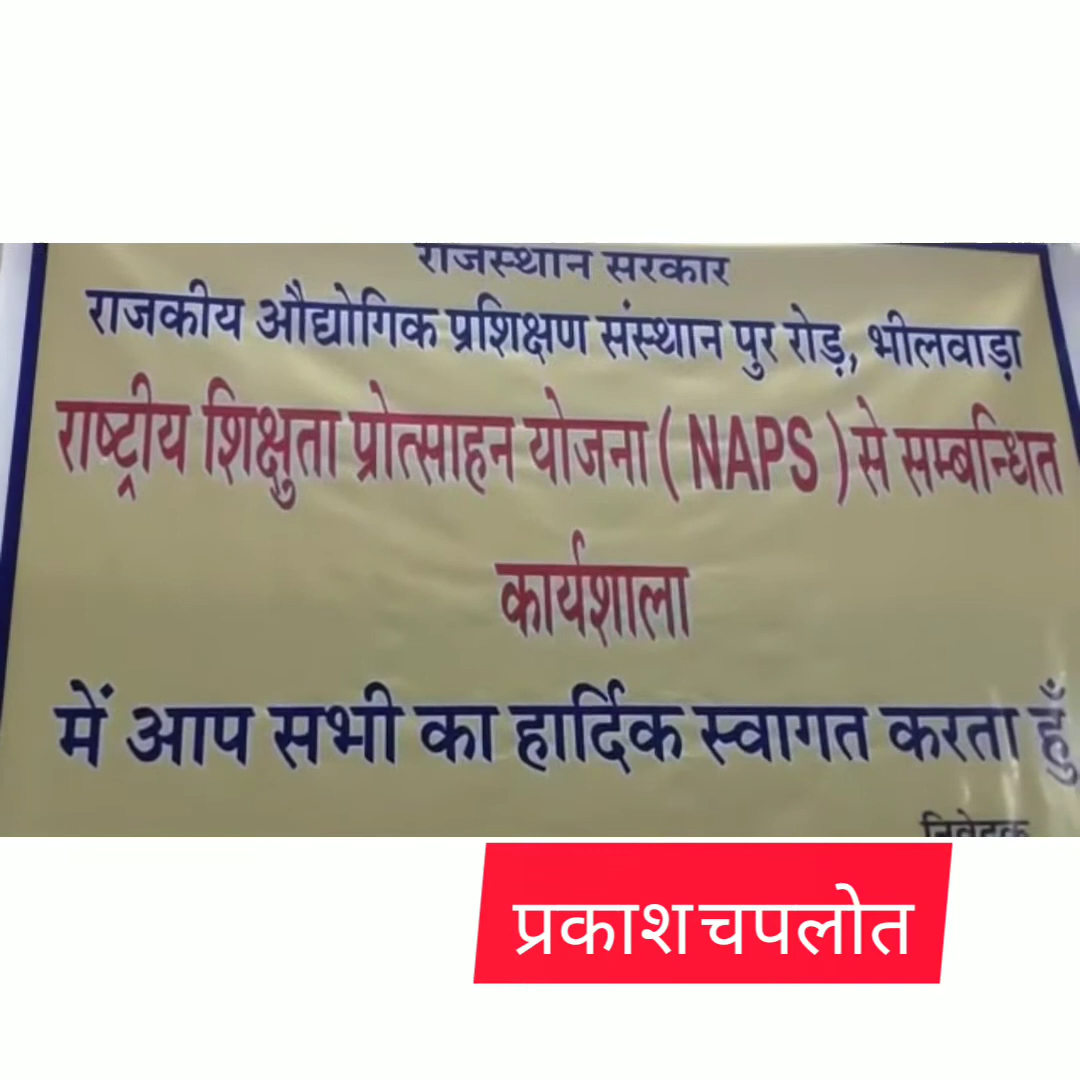 राजस्थान सरकार
राजकीय औद्योगिक प्रशिक्षण संस्थान पुर रोड़, भीलवाड़ा
राष्ट्रीय शिक्षुता प्रोत्साहन योजना ( NAPS ) से सम्बन्धित
कार्यशाला
में आप सभी का हार्दिक स्वागत करता हुँ
निवेदक
प्रकाश चपलोत